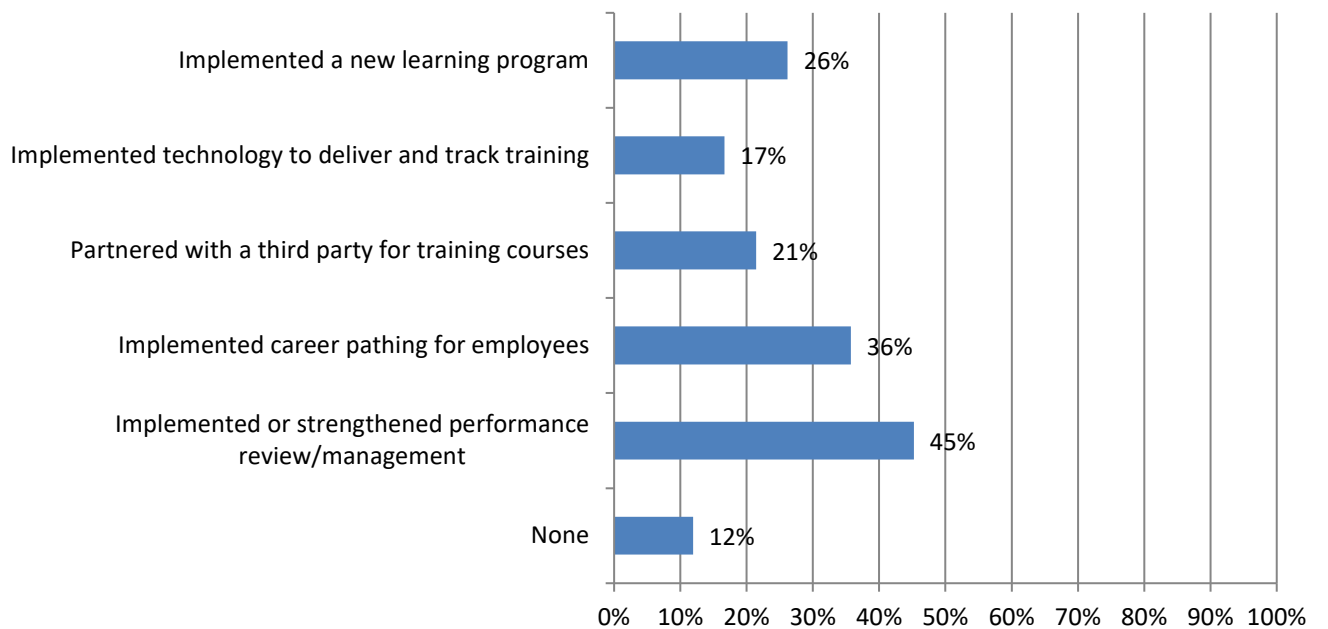 Implemented a new learning program
26%
Implemented technology to deliver and track training
17%
Partnered with a third party for training courses
21%
Implemented career pathing for employees
36%
Implemented or strengthened performance
review/management
45%
None
12%
0% 10% 20% 30% 40% 50% 60% 70% 80% 90% 100%